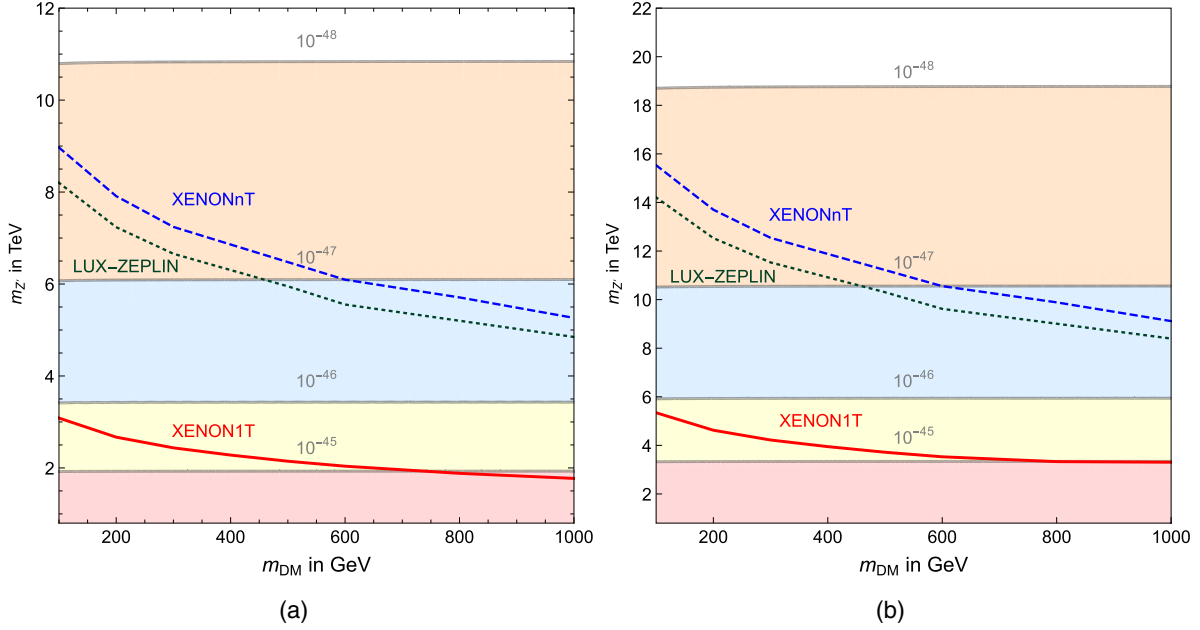 12
10
8
6
4
2
m_Z' in TeV
10^-48
XENONnT
10^-47
LUX–ZEPLIN
10^-46
XENON1T
10^-45
200 400 600 800 1000
m_DM in GeV
(a)
22
20
18
16
14
12
10
8
6
4
2
m_Z' in TeV
10^-48
XENONnT
10^-47
LUX–ZEPLIN
10^-46
XENON1T
10^-45
200 400 600 800 1000
m_DM in GeV
(b)